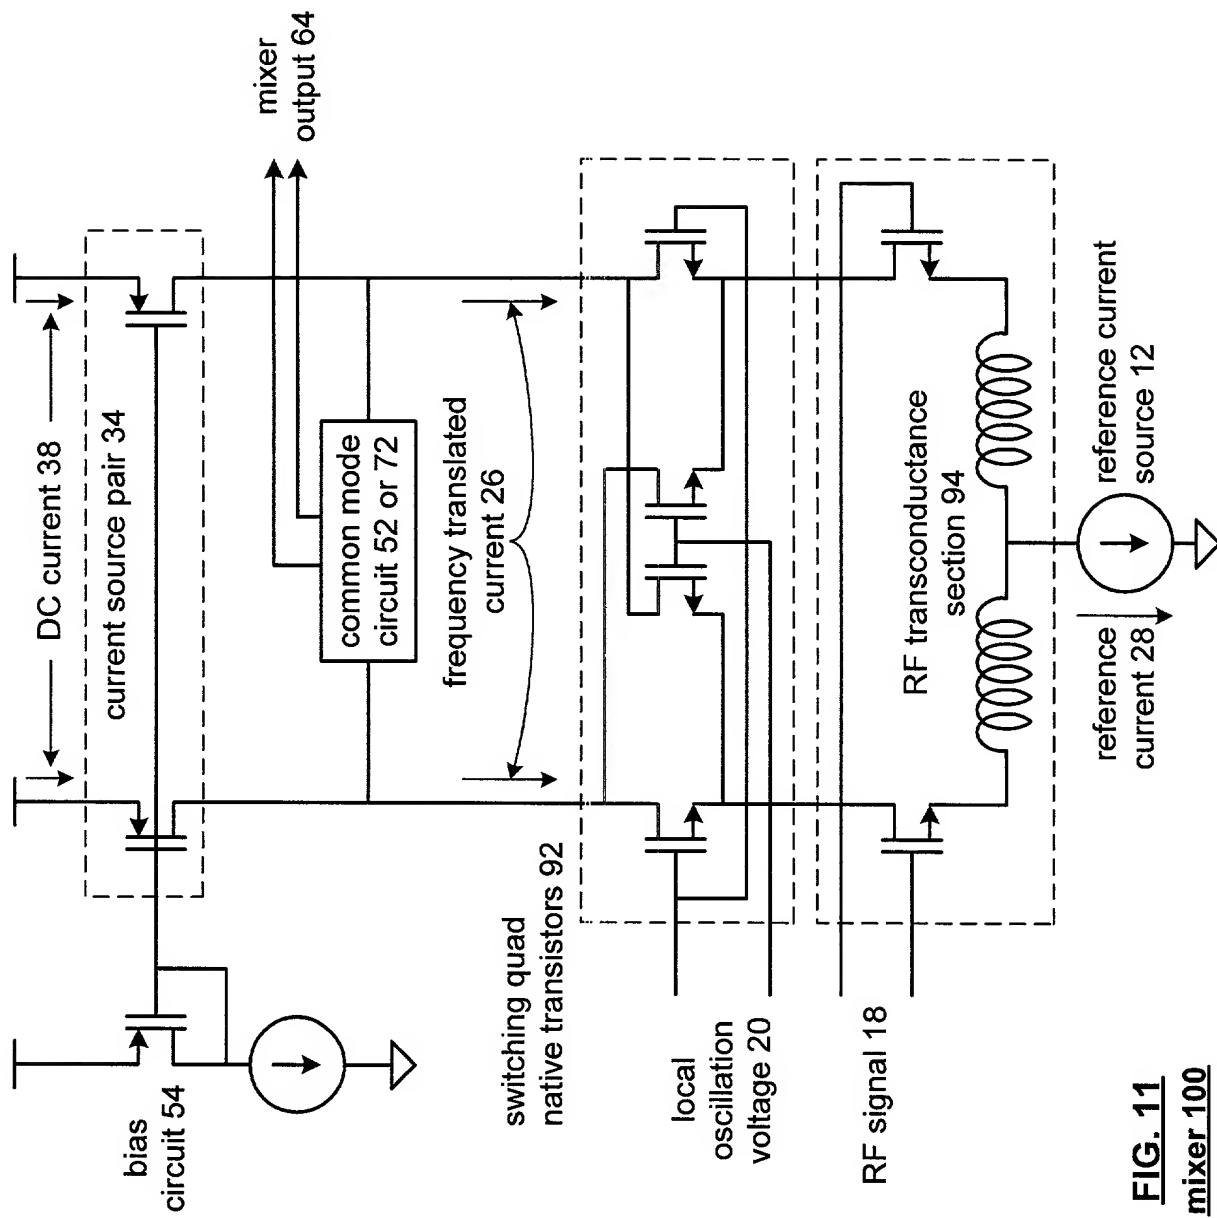 DC current 38
current source pair 34
mixer
output 64
bias
circuit 54
common mode
circuit 52 or 72
frequency translated
current 26
switching quad
native transistors 92
local
oscillation
voltage 20
RF signal 18
RF transconductance
section 94
reference
current 28
reference current
source 12
FIG. 11
mixer 100